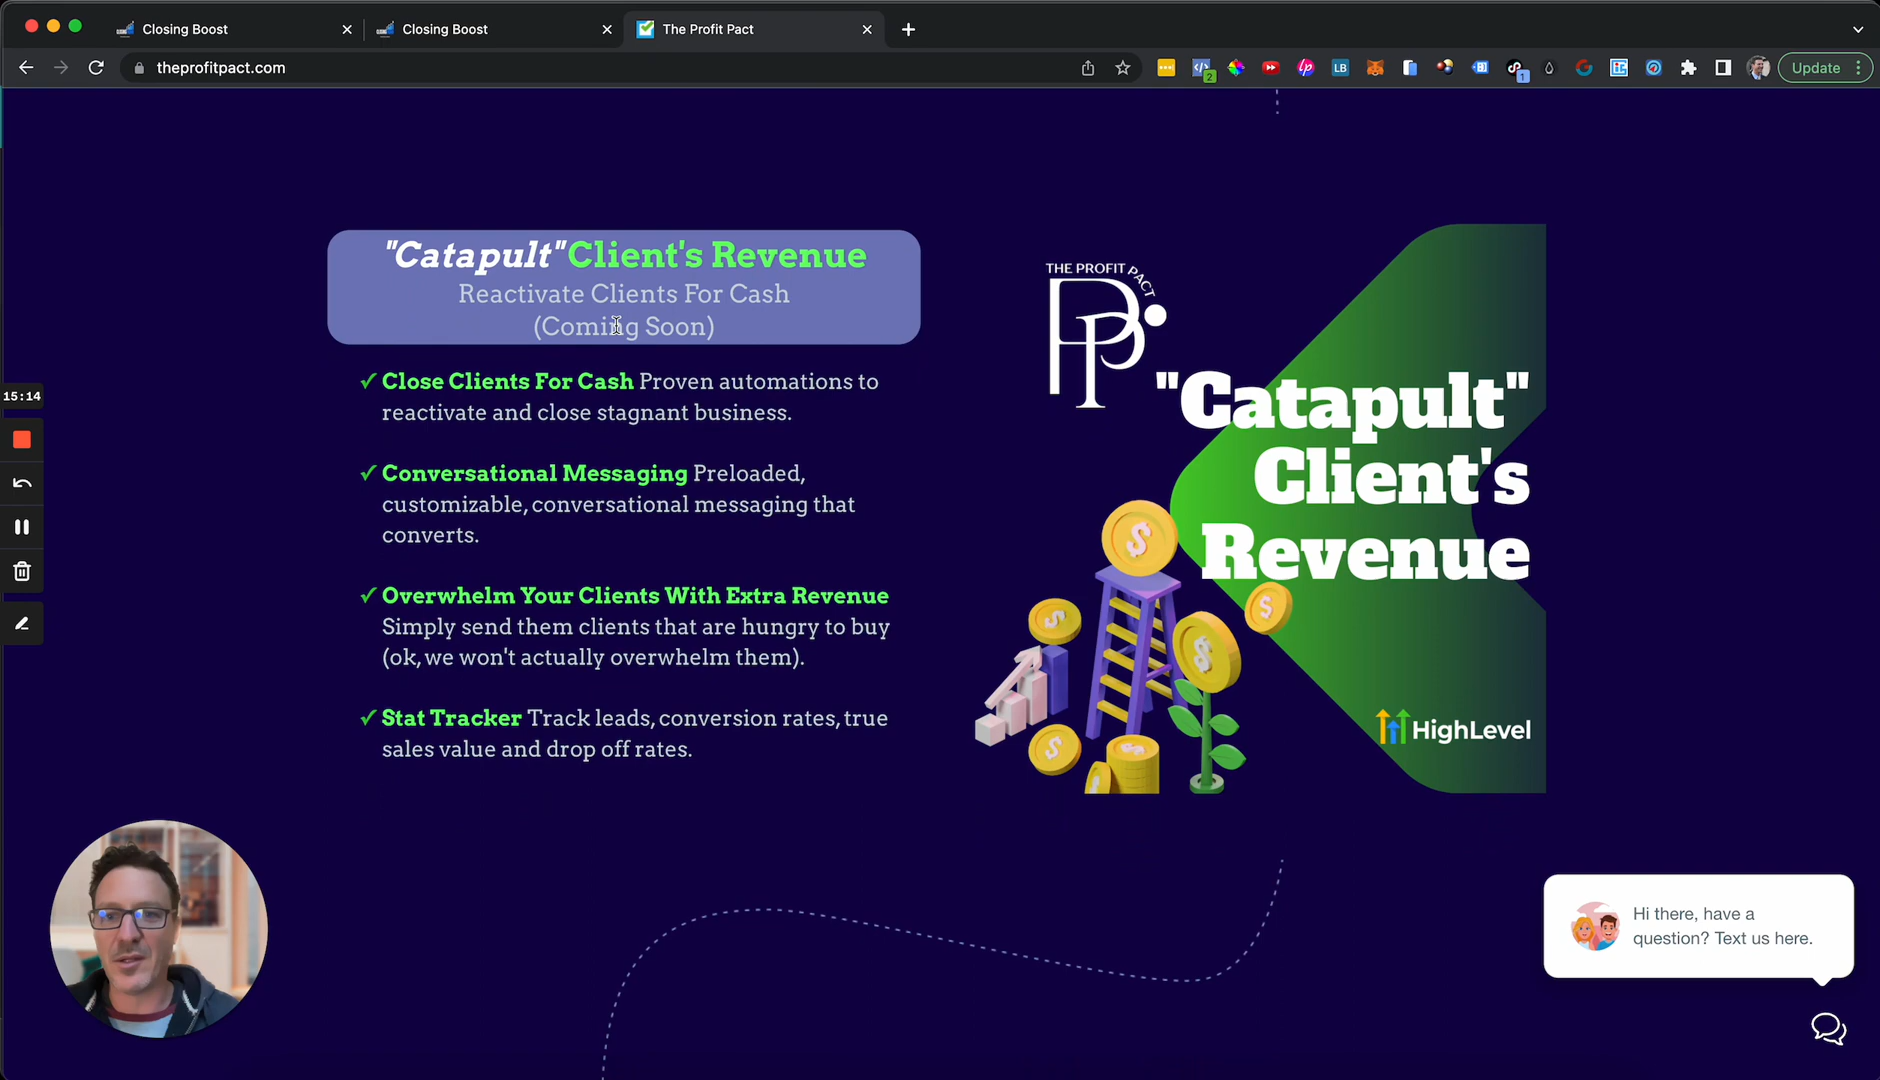 Closing Boost
Closing Boost
The Profit Pact
theprofitpact.com
2
LB
1
Update
"Catapult" Client's Revenue
Reactivate Clients For Cash
(Coming Soon)
✓ Close Clients For Cash Proven automations to
reactivate and close stagnant business.
✓ Conversational Messaging Preloaded,
customizable, conversational messaging that
converts.
✓ Overwhelm Your Clients With Extra Revenue
Simply send them clients that are hungry to buy
(ok, we won't actually overwhelm them).
✓ Stat Tracker Track leads, conversion rates, true
sales value and drop off rates.
THE PROFIT PACT
PP
"Catapult"
Client's
Revenue
HighLevel
15:14
Hi there, have a
question? Text us here.